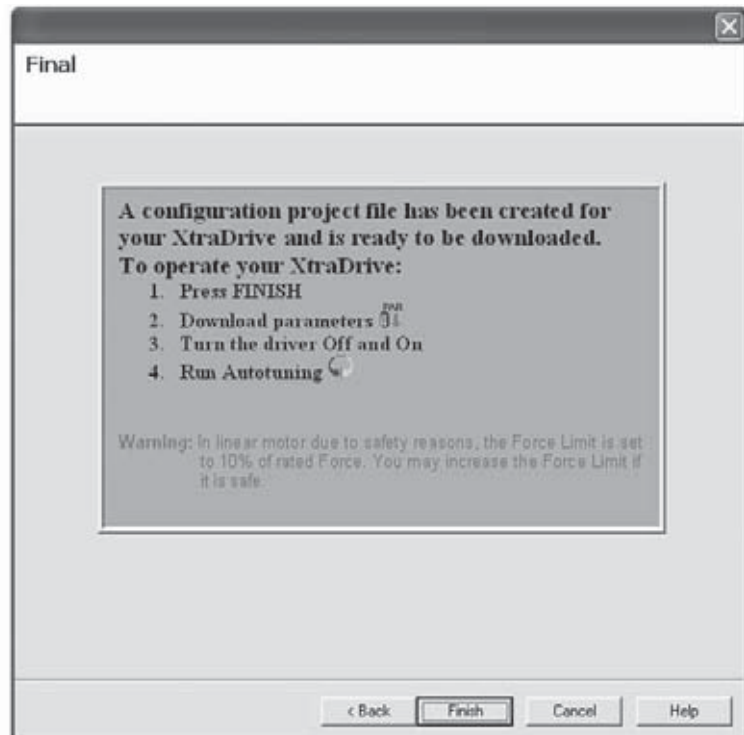 Final
A configuration project file has been created for
your XtraDrive and is ready to be downloaded.
To operate your XtraDrive:
1. Press FINISH
2. Download parameters PAR
3. Turn the driver Off and On
4. Run Autotuning
Warning: In linear motor due to safety reasons, the Force Limit is set
to 10% of rated Force. You may increase the Force Limit if
it is safe
< Back Finish Cancel Help